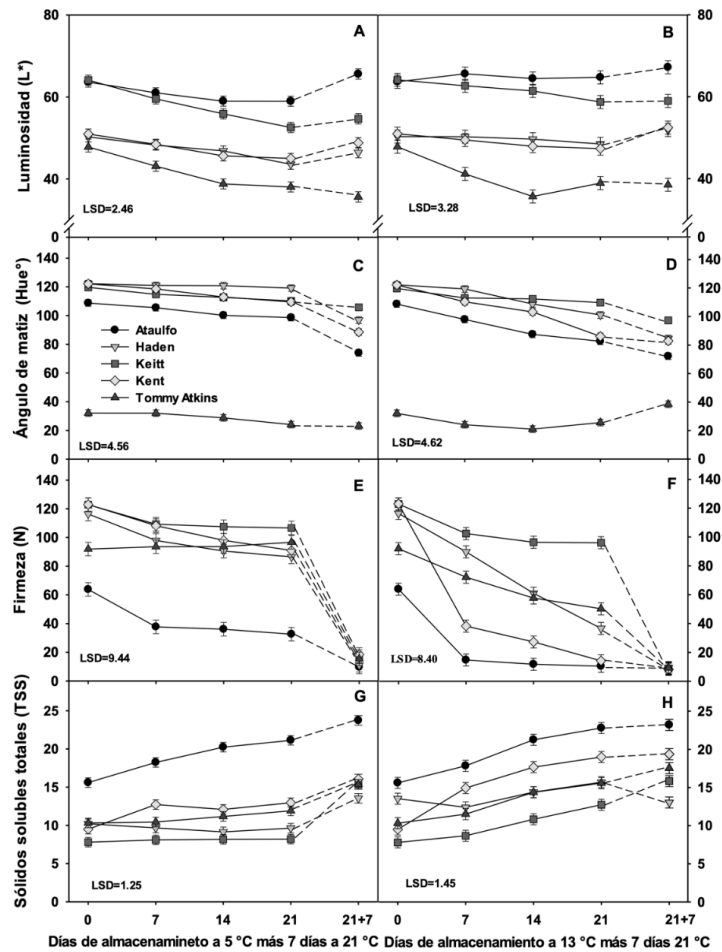 80
60
40
0
Luminosidad (L*)
A
LSD=2.46
B
LSD=3.28
80
60
40
0
140
120
100
80
60
40
20
0
Ángulo de matiz (Hue°)
C
Ataulfo
Haden
Keitt
Kent
Tommy Atkins
LSD=4.56
D
LSD=4.62
140
120
100
80
60
40
20
0
140
120
100
80
60
40
20
0
Firmeza (N)
E
LSD=9.44
F
LSD=8.40
140
120
100
80
60
40
20
0
25
20
15
10
5
0
Sólidos solubles totales (TSS)
G
LSD=1.25
H
LSD=1.45
25
20
15
10
5
0
0 7 14 21 21+7
0 7 14 21 21+7
Días de almacenamineto a 5 °C más 7 días a 21 °C
Días de almacenamiento a 13 °C mas 7 días 21 °C